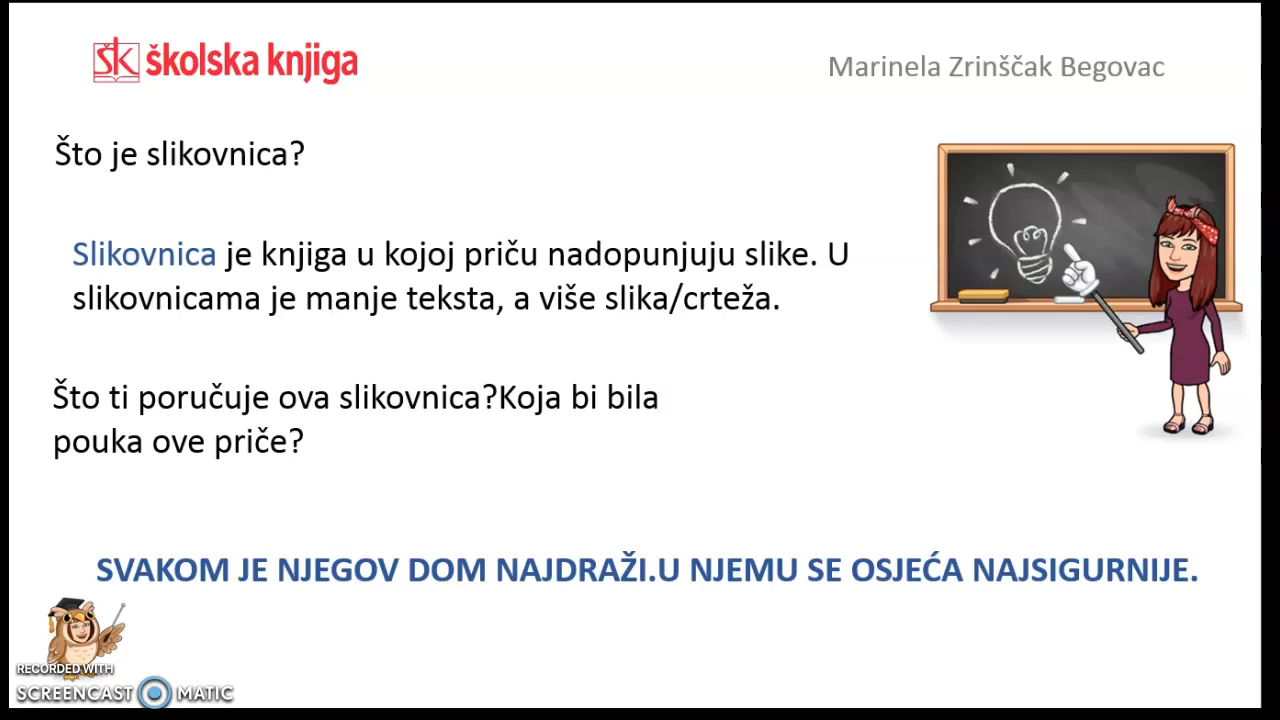 ŠK školska knjiga
Marinela Zrinščak Begovac
Što je slikovnica?
Slikovnica je knjiga u kojoj priču nadopunjuju slike. U
slikovnicama je manje teksta, a više slika/crteža.
Što ti poručuje ova slikovnica?Koja bi bila
pouka ove priče?
SVAKOM JE NJEGOV DOM NAJDRAŽI.U NJEMU SE OSJEĆA NAJSIGURNIJE.
RECORDED WITH
SCREENCAST MATIC